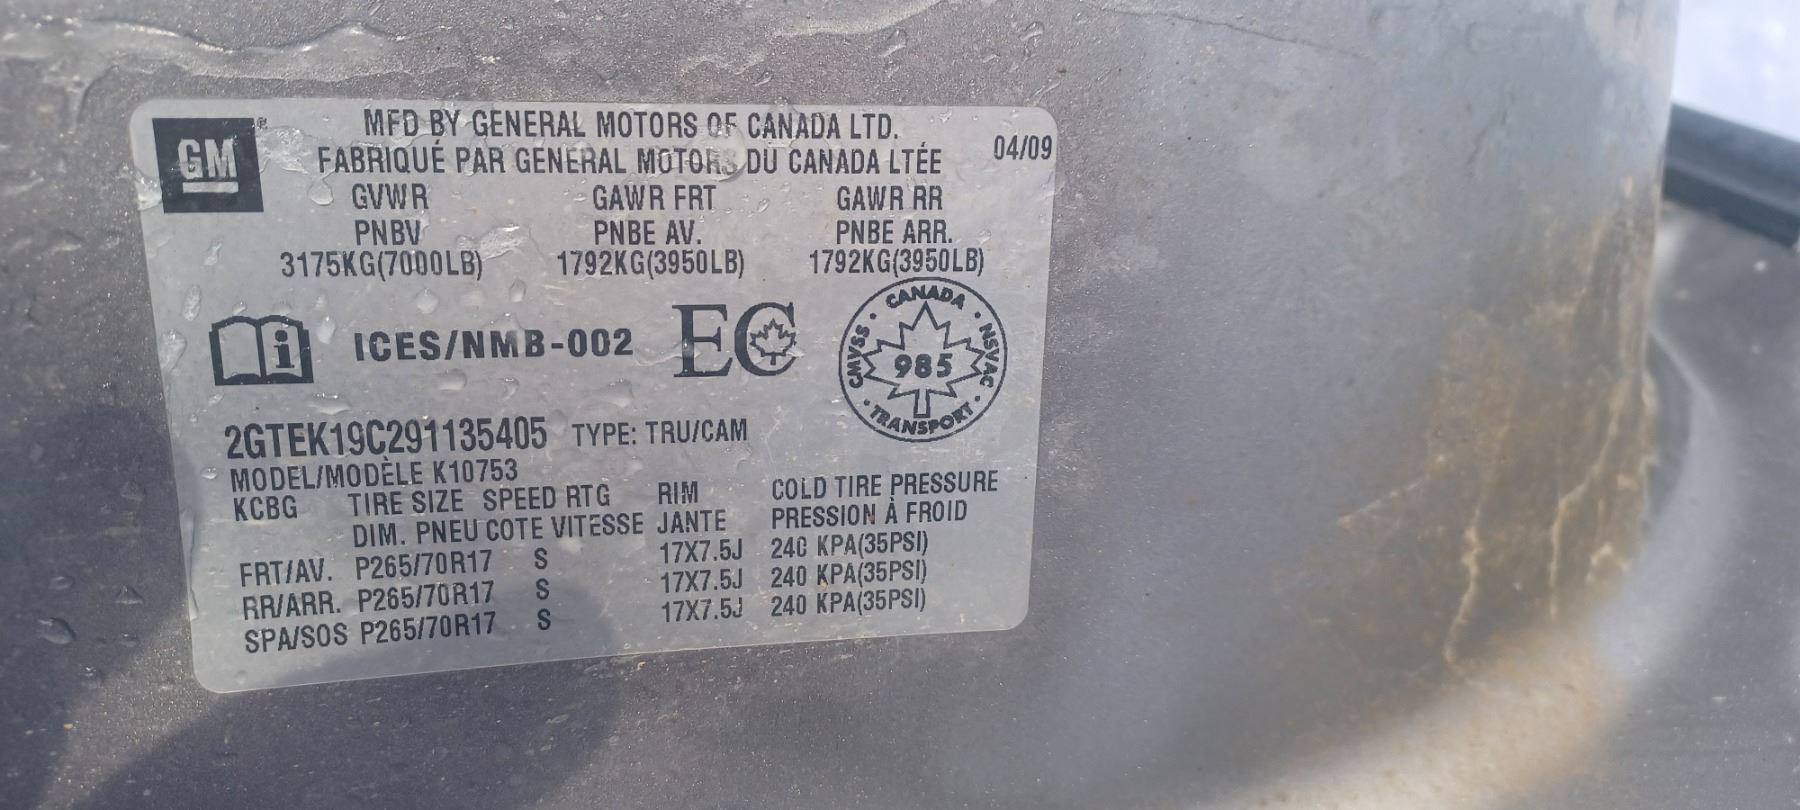 GM®
MFD BY GENERAL MOTORS OF CANADA LTD.
FABRIQUÉ PAR GENERAL MOTORS DU CANADA LTÉE
04/09
GVWR GAWR FRT GAWR RR
PNBV PNBE AV. PNBE ARR.
3175KG(7000LB) 1792KG(3950LB) 1792KG(3950LB)
i ICES/NMB-002 EC
CANADA · NSVAC · TRANSPORT · CMVSS ·
985
2GTEK19C291135405 TYPE: TRU/CAM
MODEL/MODÈLE K10753
KCBG TIRE SIZE SPEED RTG RIM COLD TIRE PRESSURE
DIM. PNEU COTE VITESSE JANTE PRESSION À FROID
FRT/AV. P265/70R17 S 17X7.5J 240 KPA(35PSI)
RR/ARR. P265/70R17 S 17X7.5J 240 KPA(35PSI)
SPA/SOS P265/70R17 S 17X7.5J 240 KPA(35PSI)